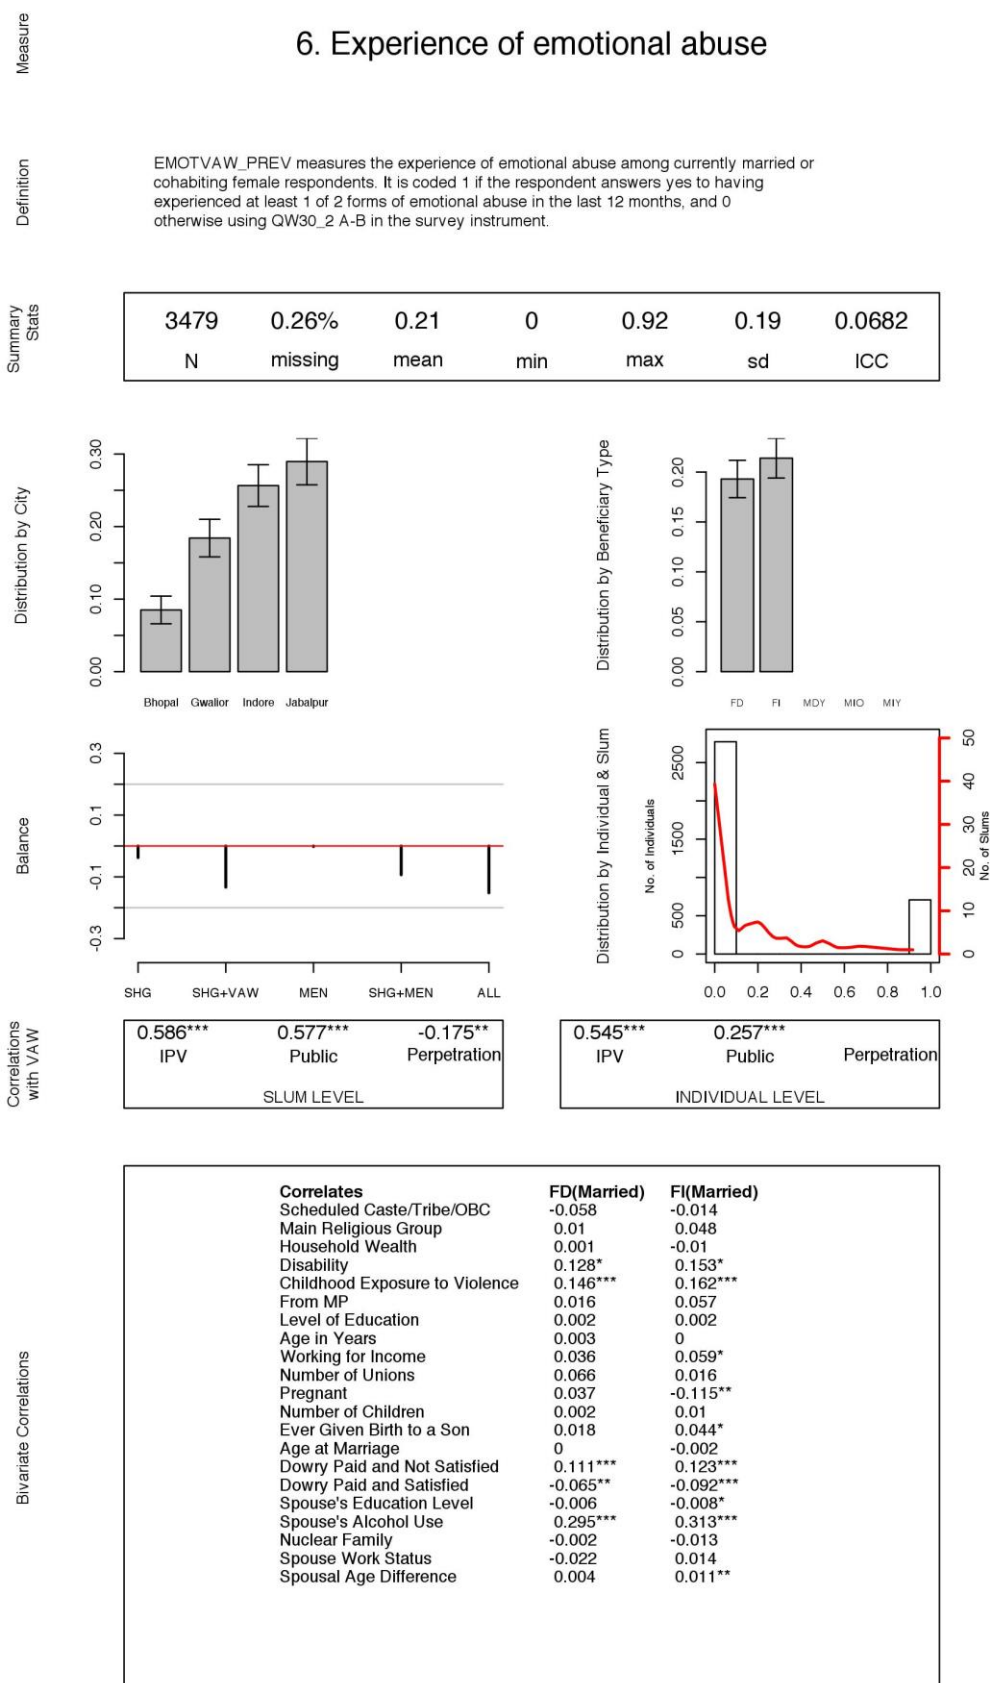 Measure
6. Experience of emotional abuse
Definition
EMOTVAW_PREV measures the experience of emotional abuse among currently married or
cohabiting female respondents. It is coded 1 if the respondent answers yes to having
experienced at least 1 of 2 forms of emotional abuse in the last 12 months, and 0
otherwise using QW30_2 A-B in the survey instrument.
Summary
Stats
3479 0.26% 0.21 0 0.92 0.19 0.0682
N missing mean min max sd ICC
Distribution by City
0.00 0.10 0.20 0.30
Bhopal Gwalior Indore Jabalpur
Distribution by Beneficiary Type
0.00 0.05 0.10 0.15 0.20
FD FI MDY MIO MIY
Balance
-0.3 -0.1 0.1 0.3
SHG SHG+VAW MEN SHG+MEN ALL
Distribution by Individual & Slum
No. of Individuals
0 500 1500 2500
0.0 0.2 0.4 0.6 0.8 1.0
0 10 20 30 40 50
No. of Slums
Correlations
with VAW
0.586*** 0.577*** -0.175**
IPV Public Perpetration
SLUM LEVEL
0.545*** 0.257***
IPV Public Perpetration
INDIVIDUAL LEVEL
Bivariate Correlations
Correlates FD(Married) FI(Married)
Scheduled Caste/Tribe/OBC -0.058 -0.014
Main Religious Group 0.01 0.048
Household Wealth 0.001 -0.01
Disability 0.128* 0.153*
Childhood Exposure to Violence 0.146*** 0.162***
From MP 0.016 0.057
Level of Education 0.002 0.002
Age in Years 0.003 0
Working for Income 0.036 0.059*
Number of Unions 0.066 0.016
Pregnant 0.037 -0.115**
Number of Children 0.002 0.01
Ever Given Birth to a Son 0.018 0.044*
Age at Marriage 0 -0.002
Dowry Paid and Not Satisfied 0.111*** 0.123***
Dowry Paid and Satisfied -0.065** -0.092***
Spouse's Education Level -0.006 -0.008*
Spouse's Alcohol Use 0.295*** 0.313***
Nuclear Family -0.002 -0.013
Spouse Work Status -0.022 0.014
Spousal Age Difference 0.004 0.011**